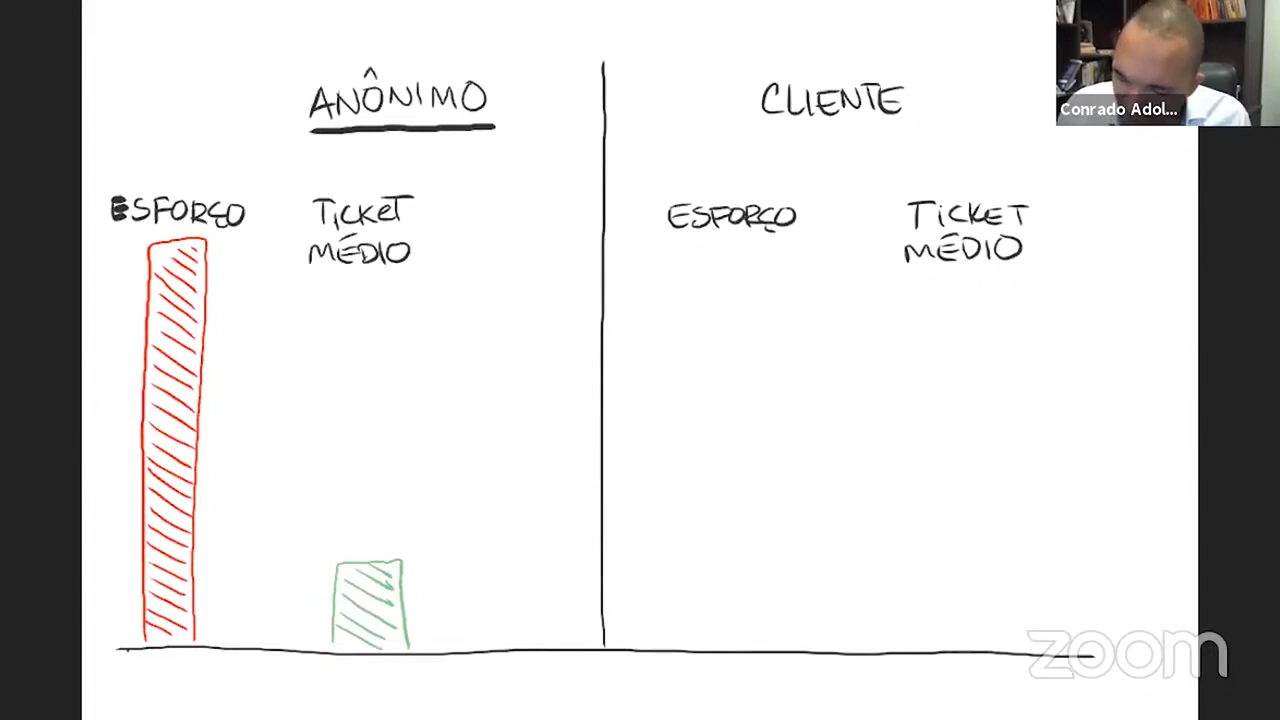 ANÔNIMO
CLIENTE
Conrado Adol...
ESFORÇO
TICKET
MÉDIO
ESFORÇO
TICKET
MÉDIO
zoom